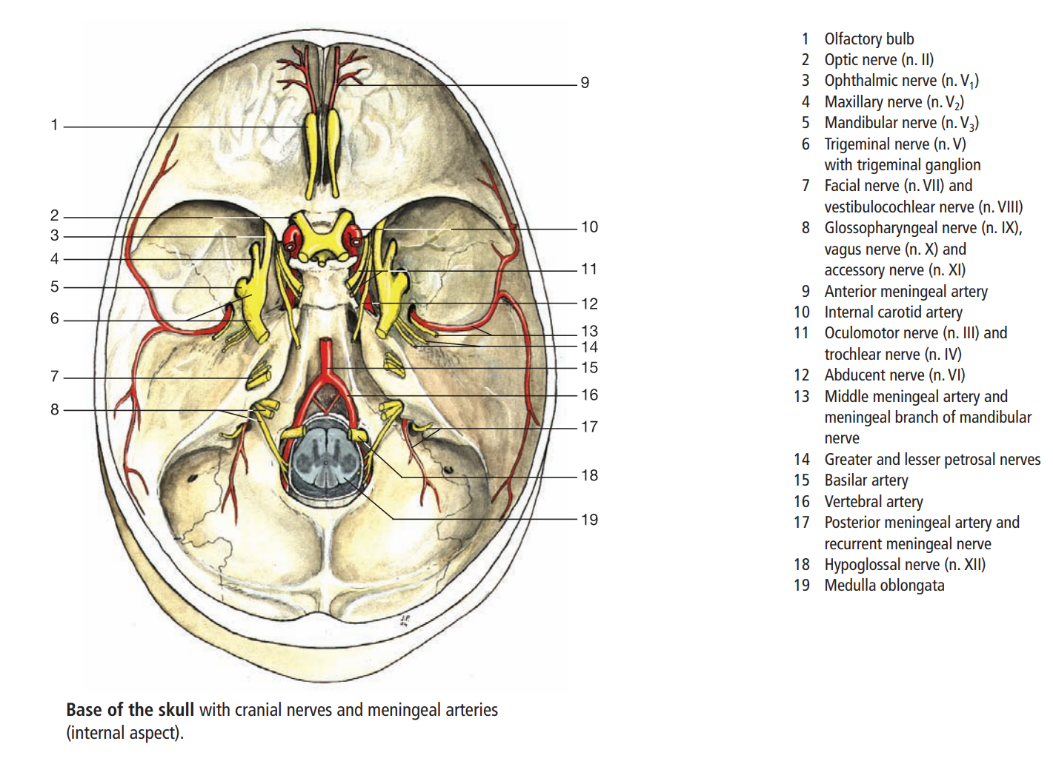 1
2
3
4
5
6
7
8
9
10
11
12
13
14
15
16
17
18
19
1 Olfactory bulb
2 Optic nerve (n. II)
3 Ophthalmic nerve (n. V₁)
4 Maxillary nerve (n. V₂)
5 Mandibular nerve (n. V₃)
6 Trigeminal nerve (n. V)
with trigeminal ganglion
7 Facial nerve (n. VII) and
vestibulocochlear nerve (n. VIII)
8 Glossopharyngeal nerve (n. IX),
vagus nerve (n. X) and
accessory nerve (n. XI)
9 Anterior meningeal artery
10 Internal carotid artery
11 Oculomotor nerve (n. III) and
trochlear nerve (n. IV)
12 Abducent nerve (n. VI)
13 Middle meningeal artery and
meningeal branch of mandibular
nerve
14 Greater and lesser petrosal nerves
15 Basilar artery
16 Vertebral artery
17 Posterior meningeal artery and
recurrent meningeal nerve
18 Hypoglossal nerve (n. XII)
19 Medulla oblongata
Base of the skull with cranial nerves and meningeal arteries
(internal aspect).